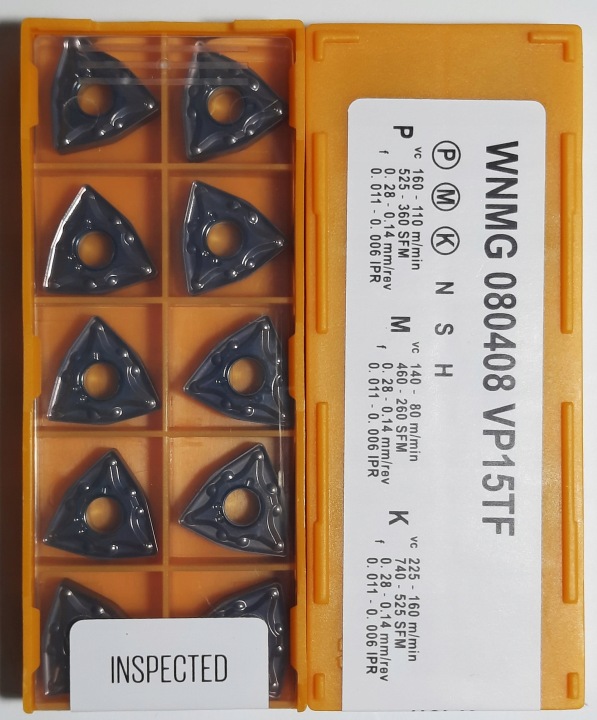 WNMG 080408 VP15TF
P M K N S H
P
vc 160 - 110 m/min
525 - 360 SFM
f 0. 28 - 0.14 mm/rev
0. 011 - 0. 006 IPR
M
vc 140 - 80 m/min
460 - 260 SFM
f 0. 28 - 0.14 mm/rev
0. 011 - 0. 006 IPR
K
vc 225 - 160 m/min
740 - 525 SFM
f 0. 28 - 0.14 mm/rev
0. 011 - 0. 006 IPR
INSPECTED